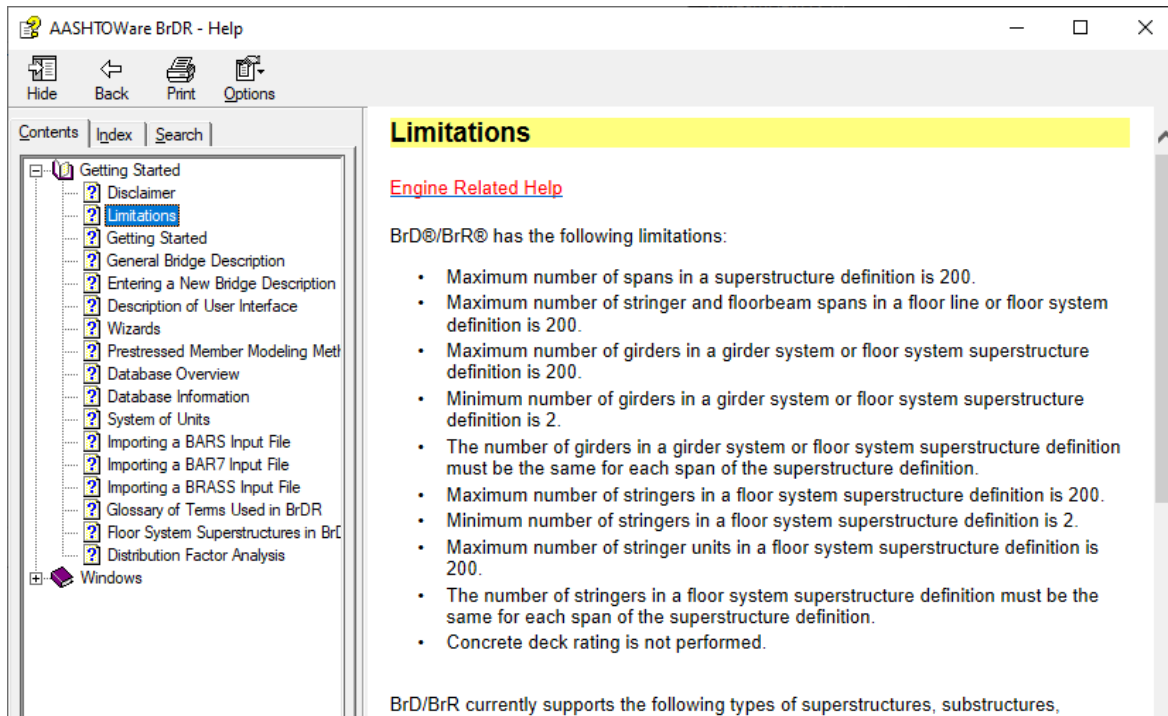 AASHTOWare BrDR - Help
Hide Back Print Options
Contents Index Search
Getting Started
Disclaimer
Limitations
Getting Started
General Bridge Description
Entering a New Bridge Description
Description of User Interface
Wizards
Prestressed Member Modeling Meth
Database Overview
Database Information
System of Units
Importing a BARS Input File
Importing a BAR7 Input File
Importing a BRASS Input File
Glossary of Terms Used in BrDR
Floor System Superstructures in BrD
Distribution Factor Analysis
Windows
Limitations
Engine Related Help
BrD®/BrR® has the following limitations:
• Maximum number of spans in a superstructure definition is 200.
• Maximum number of stringer and floorbeam spans in a floor line or floor system
definition is 200.
• Maximum number of girders in a girder system or floor system superstructure
definition is 200.
• Minimum number of girders in a girder system or floor system superstructure
definition is 2.
• The number of girders in a girder system or floor system superstructure definition
must be the same for each span of the superstructure definition.
• Maximum number of stringers in a floor system superstructure definition is 200.
• Minimum number of stringers in a floor system superstructure definition is 2.
• Maximum number of stringer units in a floor system superstructure definition is
200.
• The number of stringers in a floor system superstructure definition must be the
same for each span of the superstructure definition.
• Concrete deck rating is not performed.
BrD/BrR currently supports the following types of superstructures, substructures,